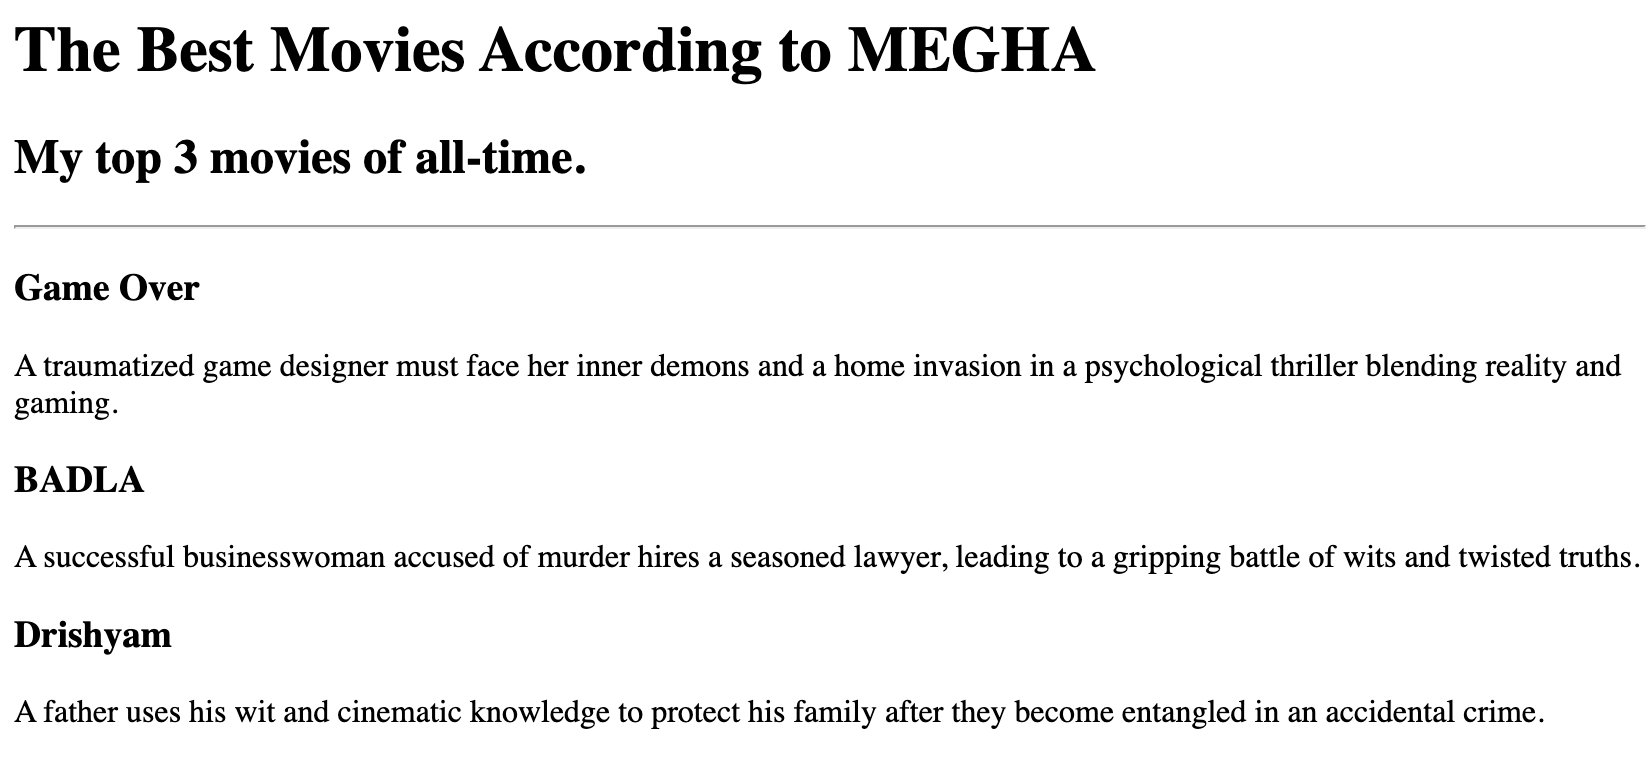 The Best Movies According to MEGHA
My top 3 movies of all-time.
Game Over
A traumatized game designer must face her inner demons and a home invasion in a psychological thriller blending reality and
gaming.
BADLA
A successful businesswoman accused of murder hires a seasoned lawyer, leading to a gripping battle of wits and twisted truths.
Drishyam
A father uses his wit and cinematic knowledge to protect his family after they become entangled in an accidental crime.